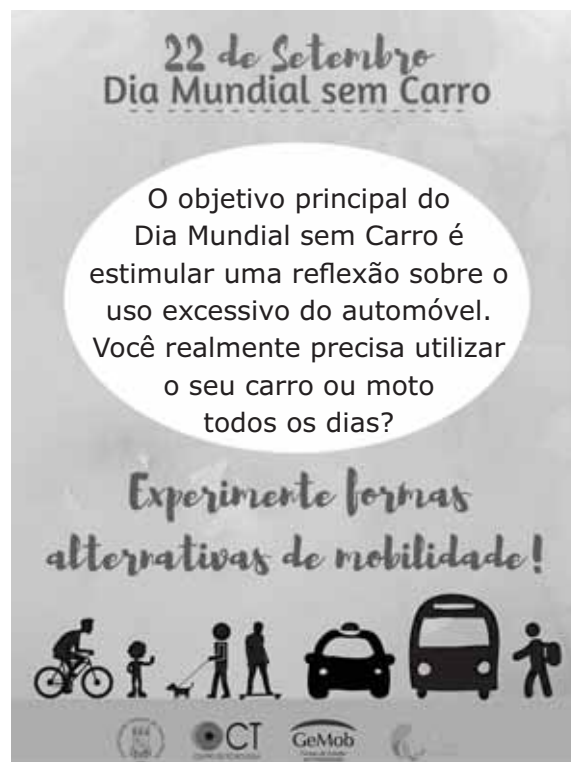 22 de Setembro
Dia Mundial sem Carro
O objetivo principal do
Dia Mundial sem Carro é
estimular uma reflexão sobre o
uso excessivo do automóvel.
Você realmente precisa utilizar
o seu carro ou moto
todos os dias?
Experimente formas
alternativas de mobilidade!
CT
GeMob